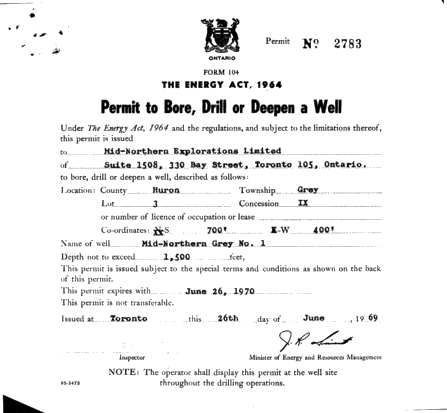 Permit No 2783
ONTARIO
FORM 104
THE ENERGY ACT, 1964
Permit to Bore, Drill or Deepen a Well
Under The Energy Act, 1964 and the regulations, and subject to the limitations thereof,
this permit is issued
to Mid-Northern Explorations Limited
of Suite 1508, 330 Bay Street, Toronto 105, Ontario.
to bore, drill or deepen a well, described as follows:
Location: County Huron Township Grey
Lot 3 Concession IX
or number of licence of occupation or lease
Co-ordinates: N-S 700' E-W 400'
Name of well Mid-Northern Grey No. 1
Depth not to exceed 1,500 feet,
This permit is issued subject to the special terms and conditions as shown on the back
of this permit.
This permit expires with June 26, 1970
This permit is not transferable.
Issued at Toronto this 26th day of June, 1969
Inspector Minister of Energy and Resources Management
NOTE: The operator shall display this permit at the well site
throughout the drilling operations.